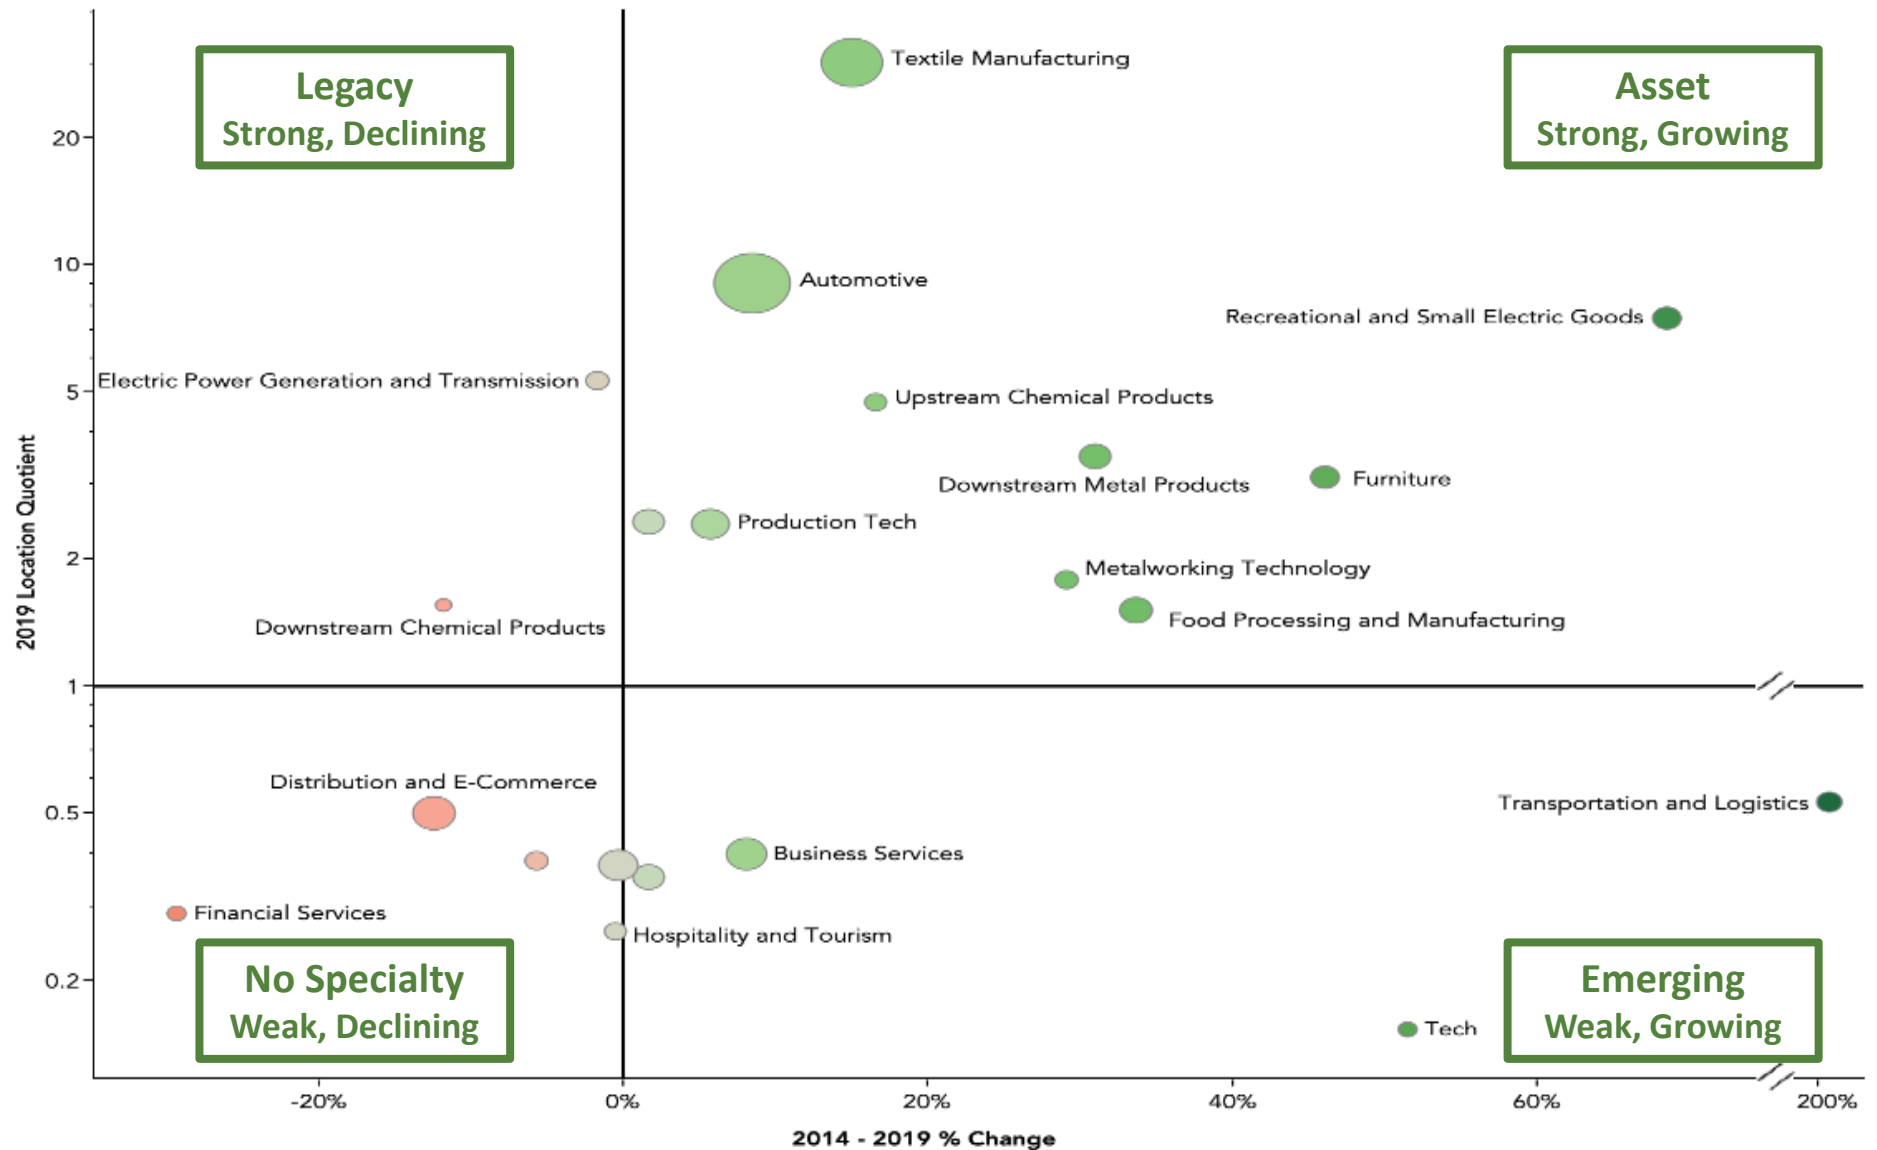 Legacy
Strong, Declining
Asset
Strong, Growing
Textile Manufacturing
20
10
Automotive
Recreational and Small Electric Goods
Electric Power Generation and Transmission
5
Upstream Chemical Products
Downstream Metal Products
Furniture
Production Tech
2
Metalworking Technology
Downstream Chemical Products
Food Processing and Manufacturing
2019 Location Quotient
1
Distribution and E-Commerce
0.5
Transportation and Logistics
Business Services
Financial Services
Hospitality and Tourism
No Specialty
Weak, Declining
0.2
Emerging
Weak, Growing
Tech
-20%
0%
20%
40%
60%
200%
2014 - 2019 % Change